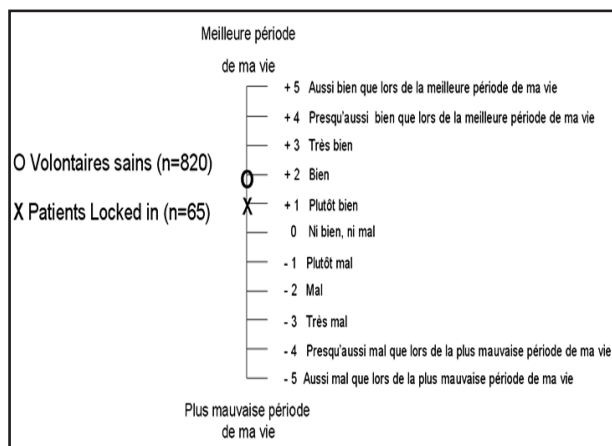 Meilleure période
de ma vie
+ 5 Aussi bien que lors de la meilleure période de ma vie
+ 4 Presqu'aussi bien que lors de la meilleure période de ma vie
+ 3 Très bien
O Volontaires sains (n=820)
+ 2 Bien
O
X Patients Locked in (n=65)
+ 1 Plutôt bien
X
0 Ni bien, ni mal
- 1 Plutôt mal
- 2 Mal
- 3 Très mal
- 4 Presqu'aussi mal que lors de la plus mauvaise période de ma vie
- 5 Aussi mal que lors de la plus mauvaise période de ma vie
Plus mauvaise période
de ma vie